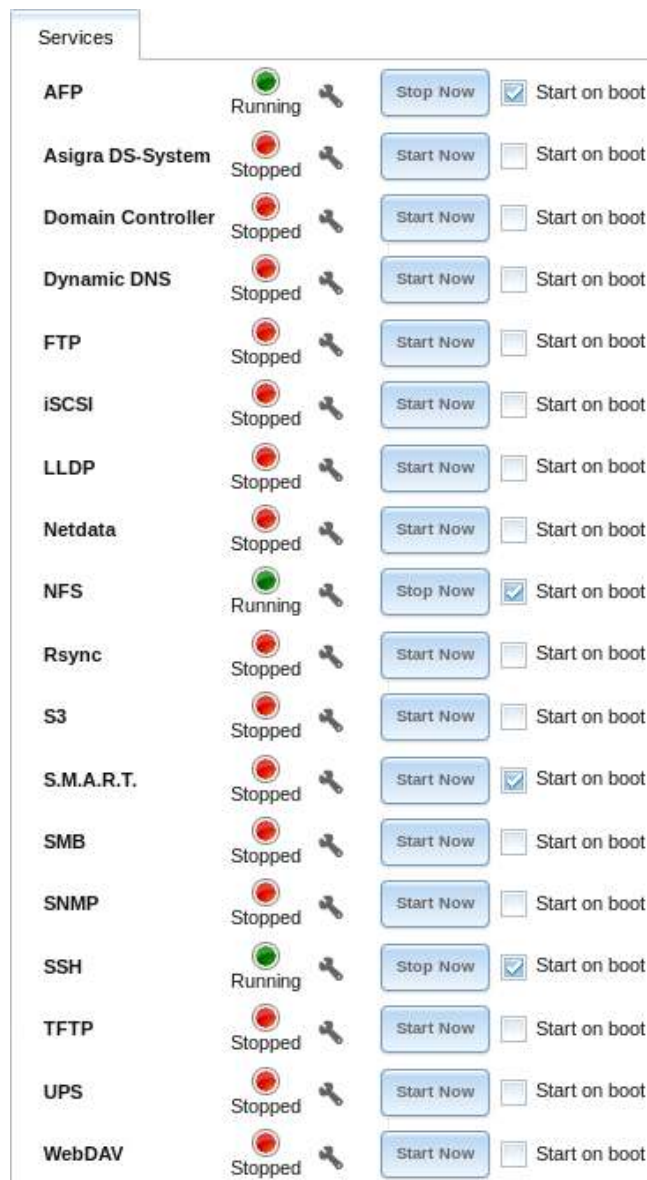 Services
AFP Running Stop Now Start on boot
Asigra DS-System Stopped Start Now Start on boot
Domain Controller Stopped Start Now Start on boot
Dynamic DNS Stopped Start Now Start on boot
FTP Stopped Start Now Start on boot
iSCSI Stopped Start Now Start on boot
LLDP Stopped Start Now Start on boot
Netdata Stopped Start Now Start on boot
NFS Running Stop Now Start on boot
Rsync Stopped Start Now Start on boot
S3 Stopped Start Now Start on boot
S.M.A.R.T. Stopped Start Now Start on boot
SMB Stopped Start Now Start on boot
SNMP Stopped Start Now Start on boot
SSH Running Stop Now Start on boot
TFTP Stopped Start Now Start on boot
UPS Stopped Start Now Start on boot
WebDAV Stopped Start Now Start on boot